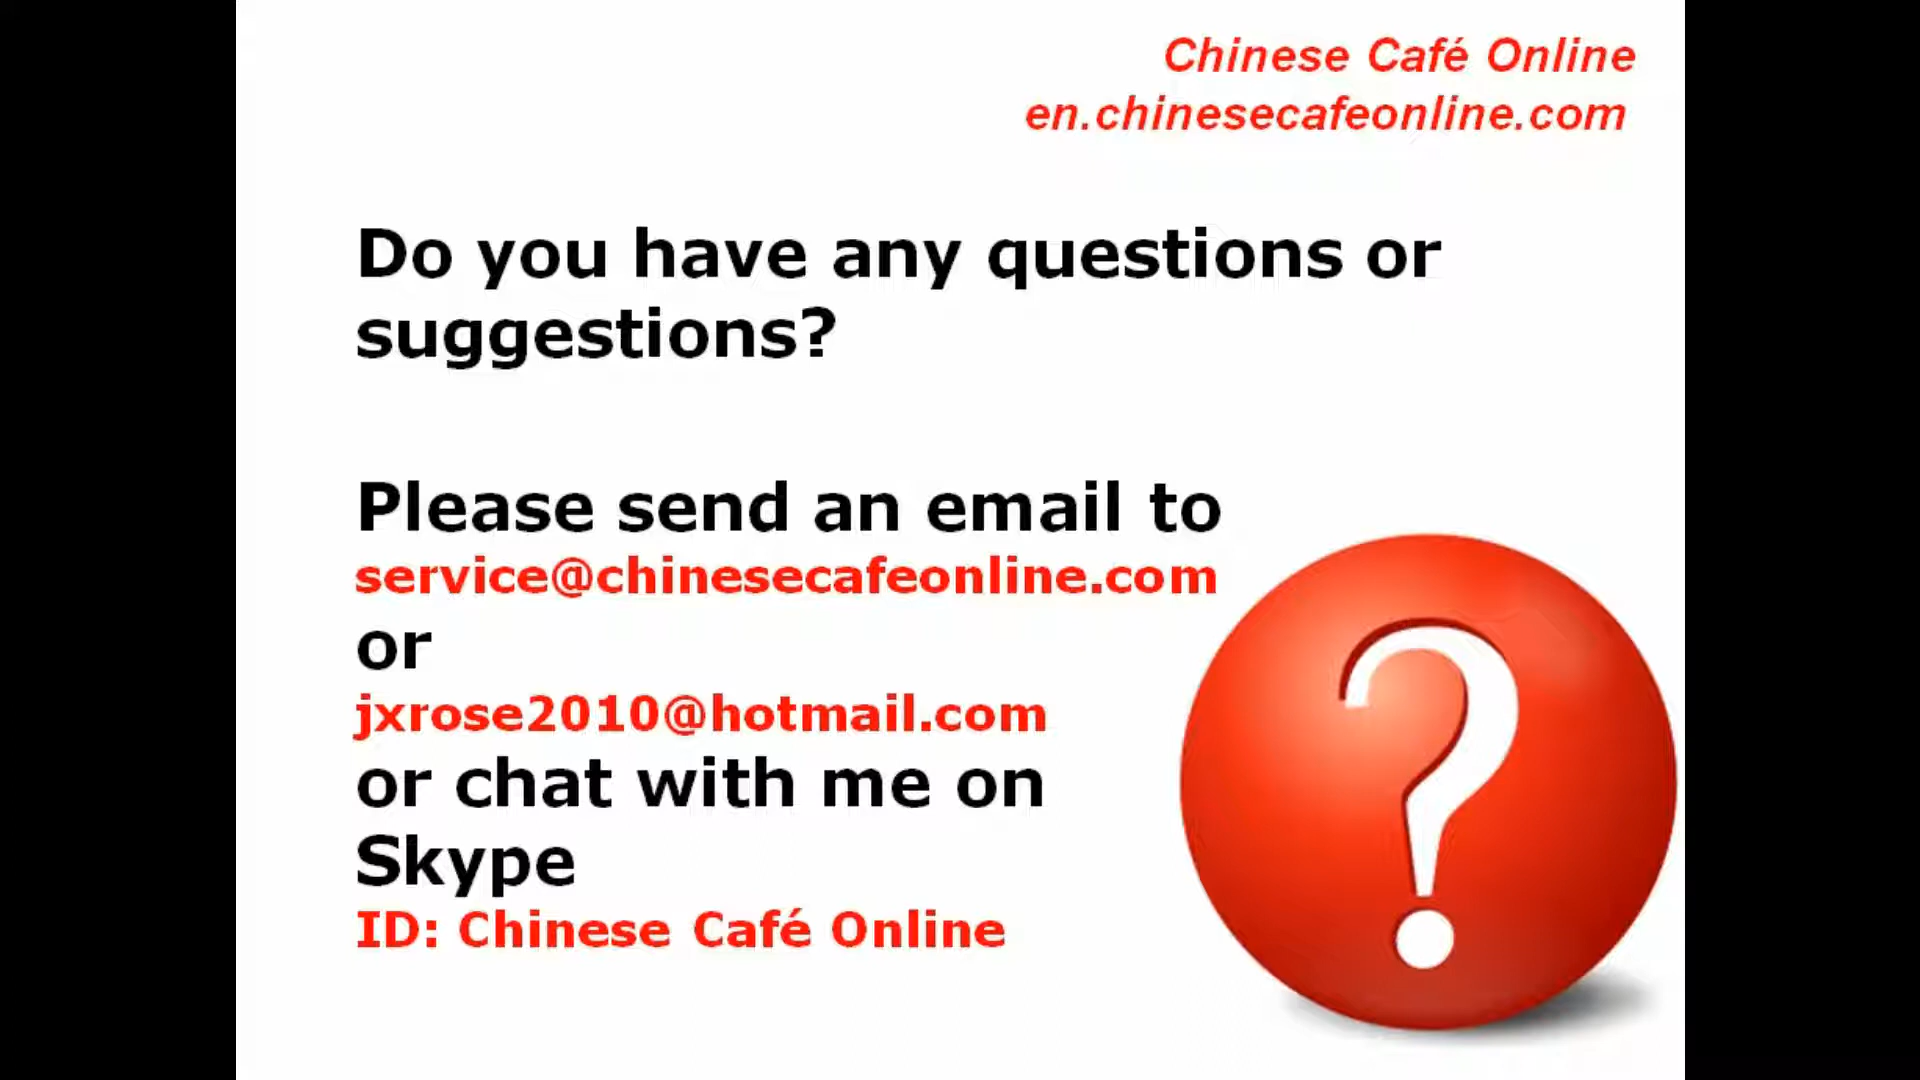 Chinese Café Online
en.chinesecafeonline.com
Do you have any questions or
suggestions?
Please send an email to
service@chinesecafeonline.com
or
jxrose2010@hotmail.com
or chat with me on
Skype
ID: Chinese Café Online